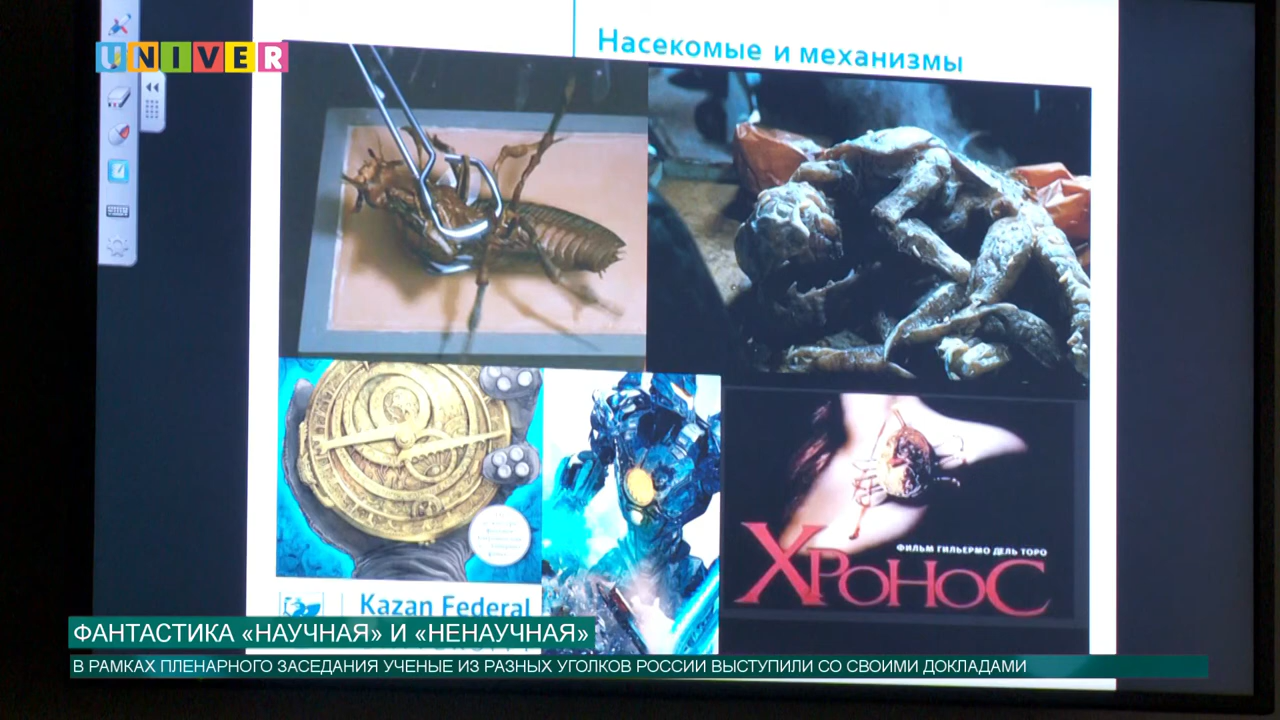 UNIVER
Насекомые и механизмы
ФИЛЬМ ГИЛЬЕРМО ДЕЛЬ ТОРО
ХРОНОС
Kazan Federal
ФАНТАСТИКА «НАУЧНАЯ» И «НЕНАУЧНАЯ»
В РАМКАХ ПЛЕНАРНОГО ЗАСЕДАНИЯ УЧЕНЫЕ ИЗ РАЗНЫХ УГОЛКОВ РОССИИ ВЫСТУПИЛИ СО СВОИМИ ДОКЛАДАМИ